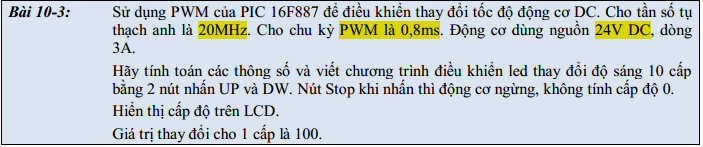 Bài 10-3: Sử dụng PWM của PIC 16F887 để điều khiển thay đổi tốc độ động cơ DC. Cho tần số tụ
thạch anh là 20MHz. Cho chu kỳ PWM là 0,8ms. Động cơ dùng nguồn 24V DC, dòng
3A.
Hãy tính toán các thông số và viết chương trình điều khiển led thay đổi độ sáng 10 cấp
bằng 2 nút nhấn UP và DW. Nút Stop khi nhấn thì động cơ ngừng, không tính cấp độ 0.
Hiển thị cấp độ trên LCD.
Giá trị thay đổi cho 1 cấp là 100.